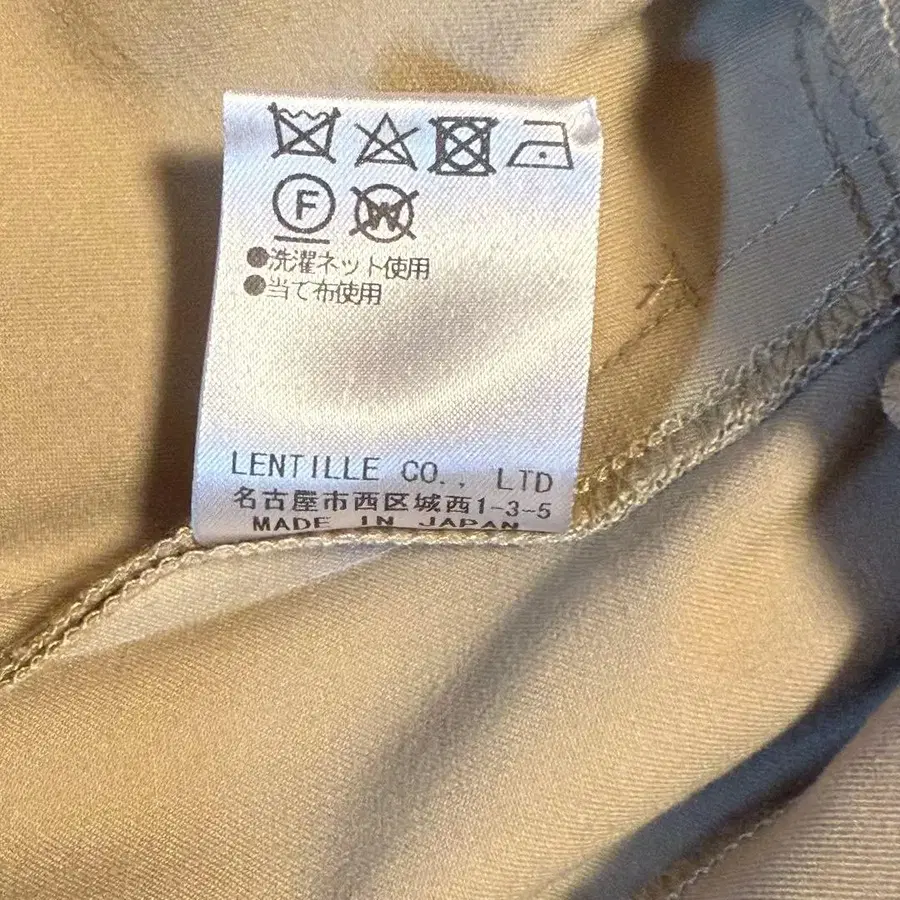 F
W
●洗濯ネット使用
●当て布使用
LENTILLE CO., LTD
名古屋市西区城西1-3-5
MADE IN JAPAN